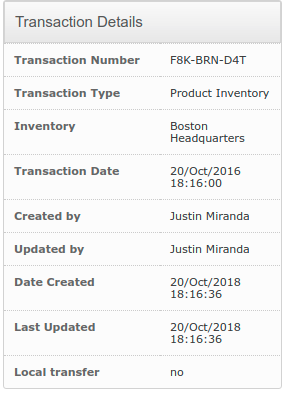 Transaction Details
Transaction Number F8K-BRN-D4T
Transaction Type Product Inventory
Inventory Boston
Headquarters
Transaction Date 20/Oct/2016
18:16:00
Created by Justin Miranda
Updated by Justin Miranda
Date Created 20/Oct/2018
18:16:36
Last Updated 20/Oct/2018
18:16:36
Local transfer no